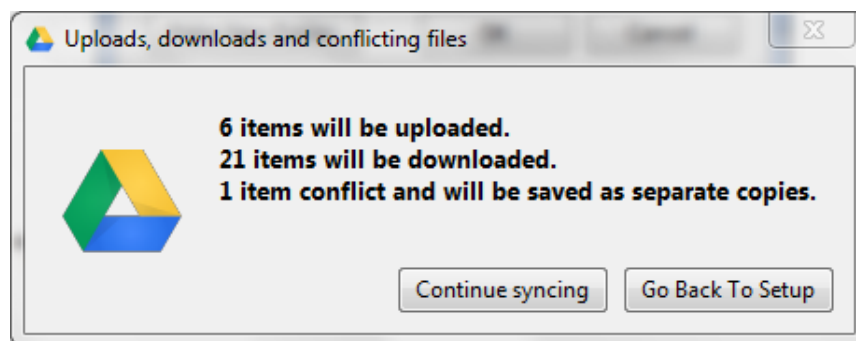 Uploads, downloads and conflicting files
6 items will be uploaded.
21 items will be downloaded.
1 item conflict and will be saved as separate copies.
Continue syncing Go Back To Setup